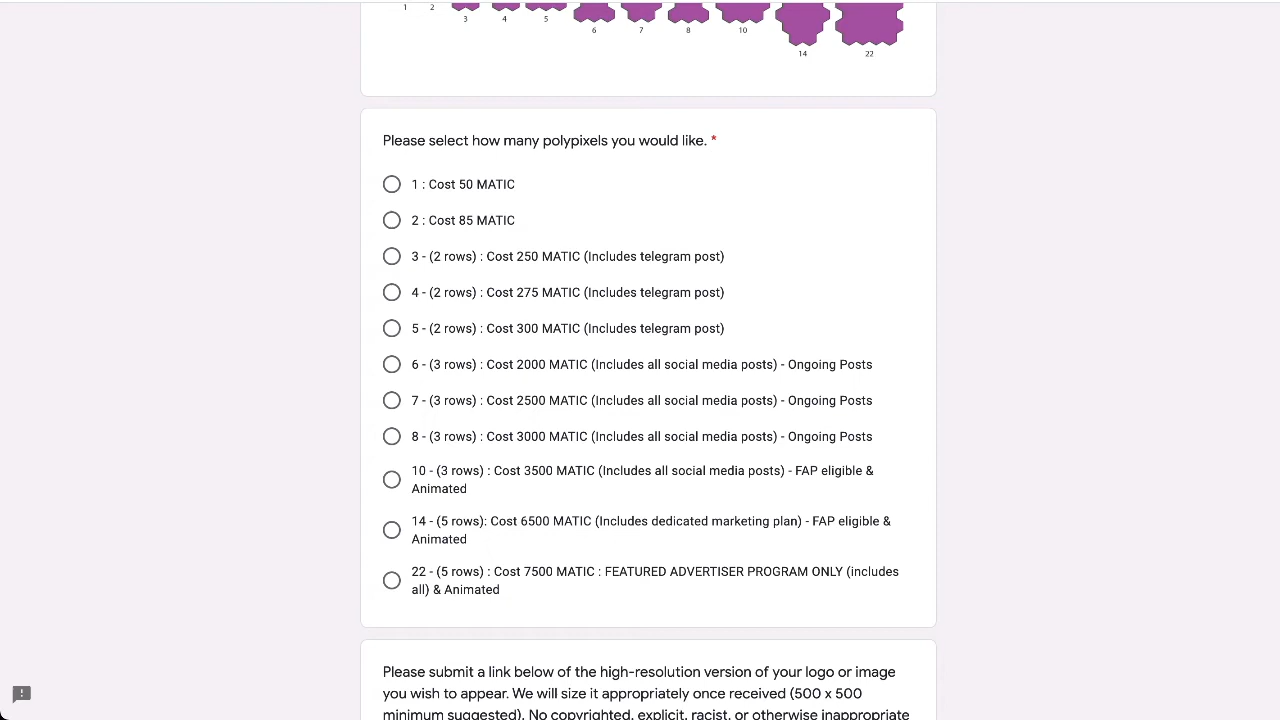 1 2 3 4 5 6 7 8 10 14 22
Please select how many polypixels you would like. *
1 : Cost 50 MATIC
2 : Cost 85 MATIC
3 - (2 rows) : Cost 250 MATIC (Includes telegram post)
4 - (2 rows) : Cost 275 MATIC (Includes telegram post)
5 - (2 rows) : Cost 300 MATIC (Includes telegram post)
6 - (3 rows) : Cost 2000 MATIC (Includes all social media posts) - Ongoing Posts
7 - (3 rows) : Cost 2500 MATIC (Includes all social media posts) - Ongoing Posts
8 - (3 rows) : Cost 3000 MATIC (Includes all social media posts) - Ongoing Posts
10 - (3 rows) : Cost 3500 MATIC (Includes all social media posts) - FAP eligible &
Animated
14 - (5 rows): Cost 6500 MATIC (Includes dedicated marketing plan) - FAP eligible &
Animated
22 - (5 rows) : Cost 7500 MATIC : FEATURED ADVERTISER PROGRAM ONLY (includes
all) & Animated
Please submit a link below of the high-resolution version of your logo or image
you wish to appear. We will size it appropriately once received (500 x 500
minimum suggested). No copyrighted, explicit, racist, or otherwise inappropriate